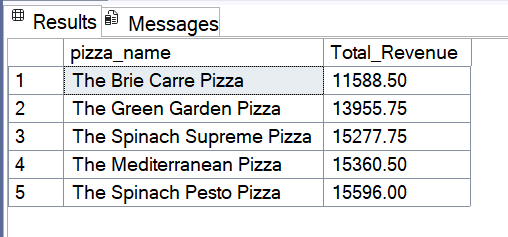 Results Messages
pizza_name Total_Revenue
1 The Brie Carre Pizza 11588.50
2 The Green Garden Pizza 13955.75
3 The Spinach Supreme Pizza 15277.75
4 The Mediterranean Pizza 15360.50
5 The Spinach Pesto Pizza 15596.00